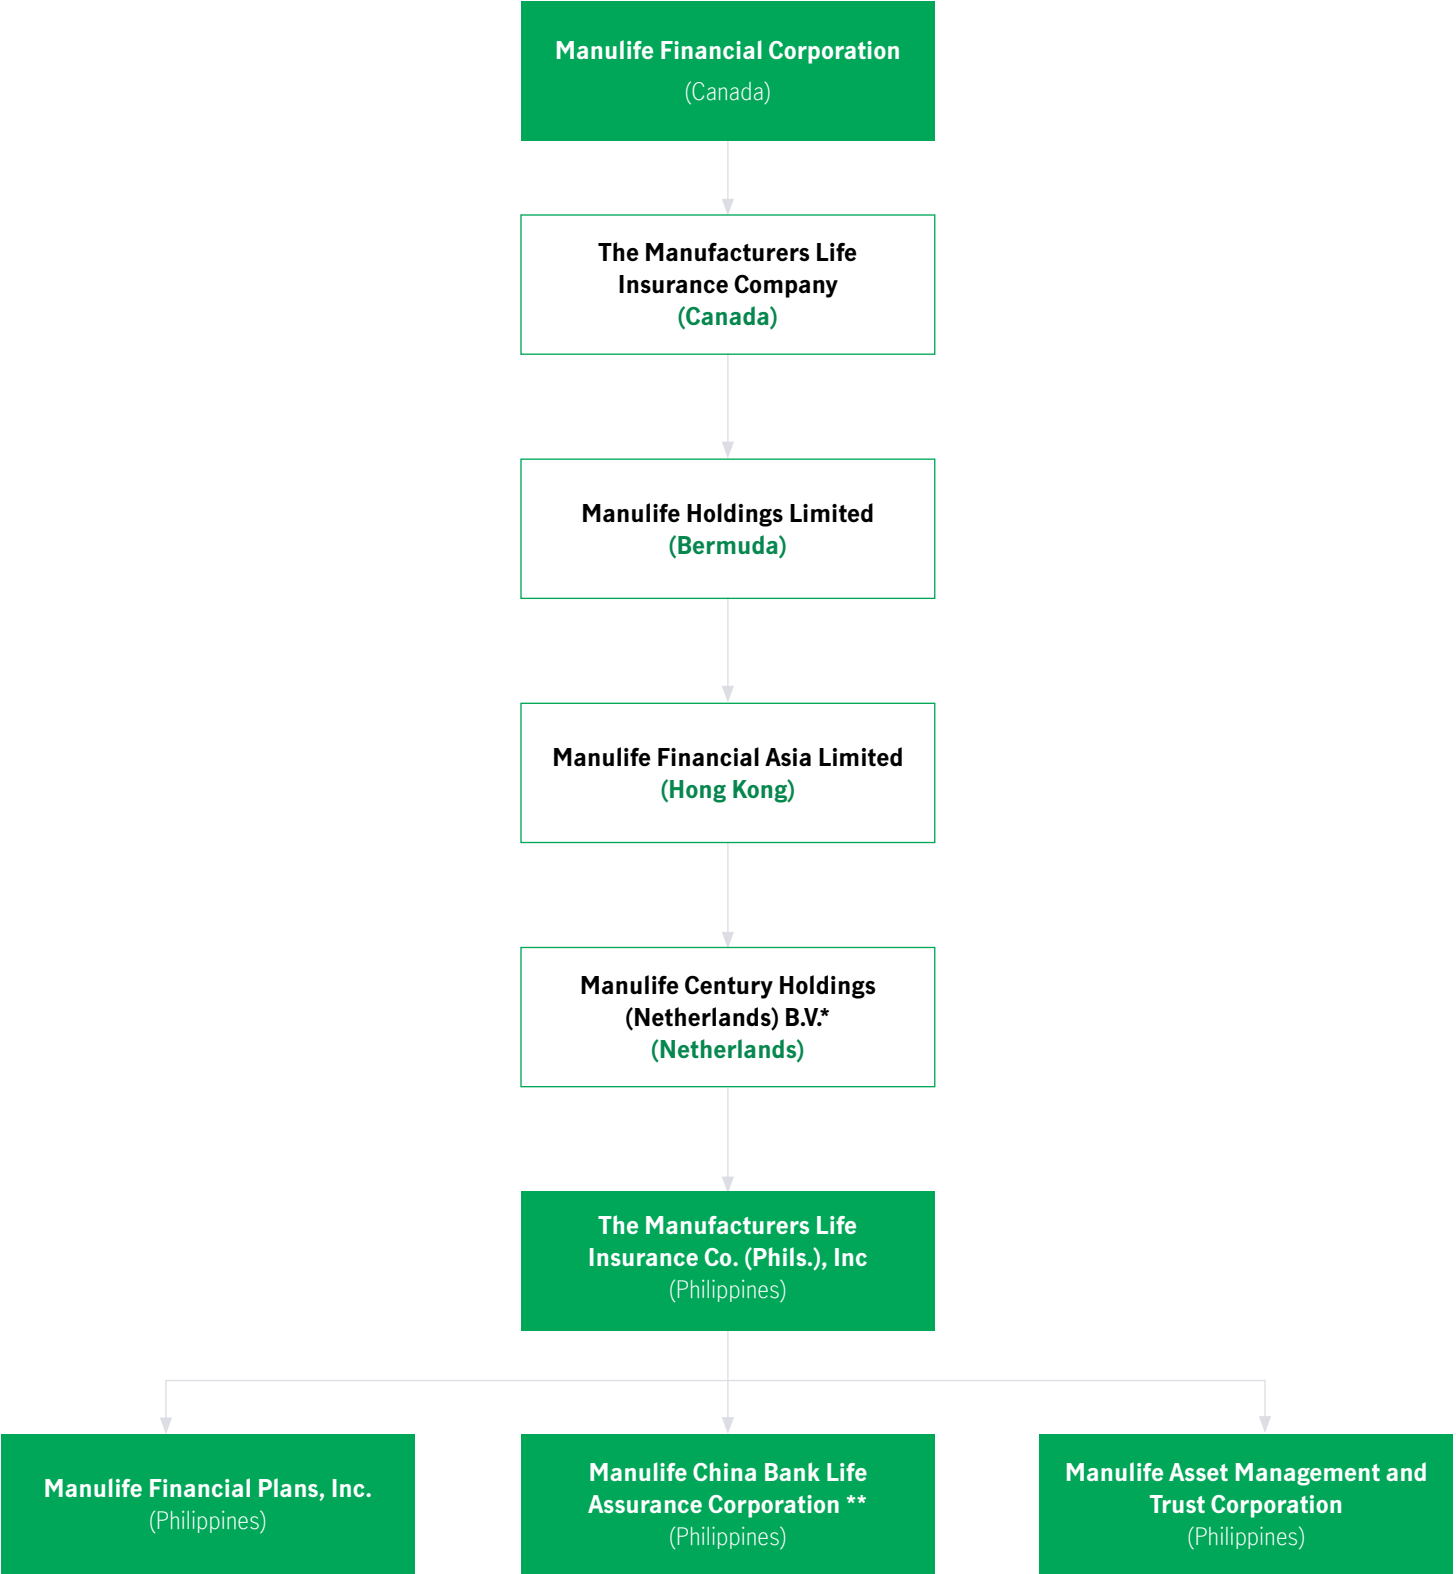 Manulife Financial Corporation
(Canada)
The Manufacturers Life
Insurance Company
(Canada)
Manulife Holdings Limited
(Bermuda)
Manulife Financial Asia Limited
(Hong Kong)
Manulife Century Holdings
(Netherlands) B.V.*
(Netherlands)
The Manufacturers Life
Insurance Co. (Phils.), Inc
(Philippines)
Manulife Financial Plans, Inc.
(Philippines)
Manulife China Bank Life
Assurance Corporation **
(Philippines)
Manulife Asset Management and
Trust Corporation
(Philippines)